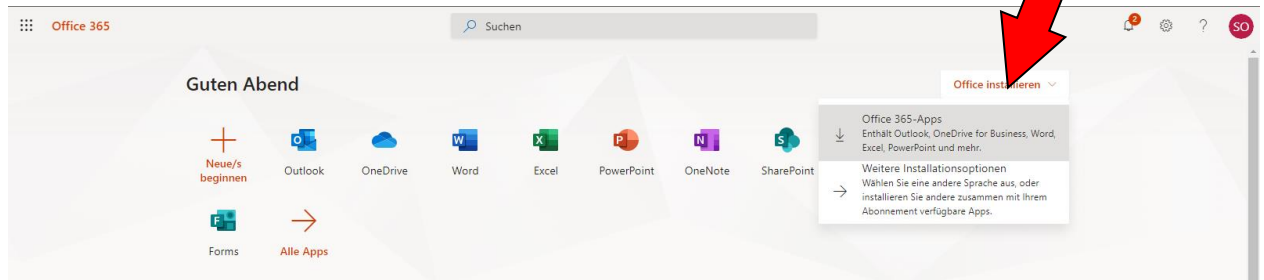 Office 365
Suchen
2
?
SO
Guten Abend
Office installieren
Office 365-Apps
Enthält Outlook, OneDrive for Business, Word,
Excel, PowerPoint und mehr.
Weitere Installationsoptionen
Wählen Sie eine andere Sprache aus, oder
installieren Sie andere zusammen mit Ihrem
Abonnement verfügbare Apps.
Neue/s
beginnen
Outlook
OneDrive
Word
Excel
PowerPoint
OneNote
SharePoint
Forms
Alle Apps